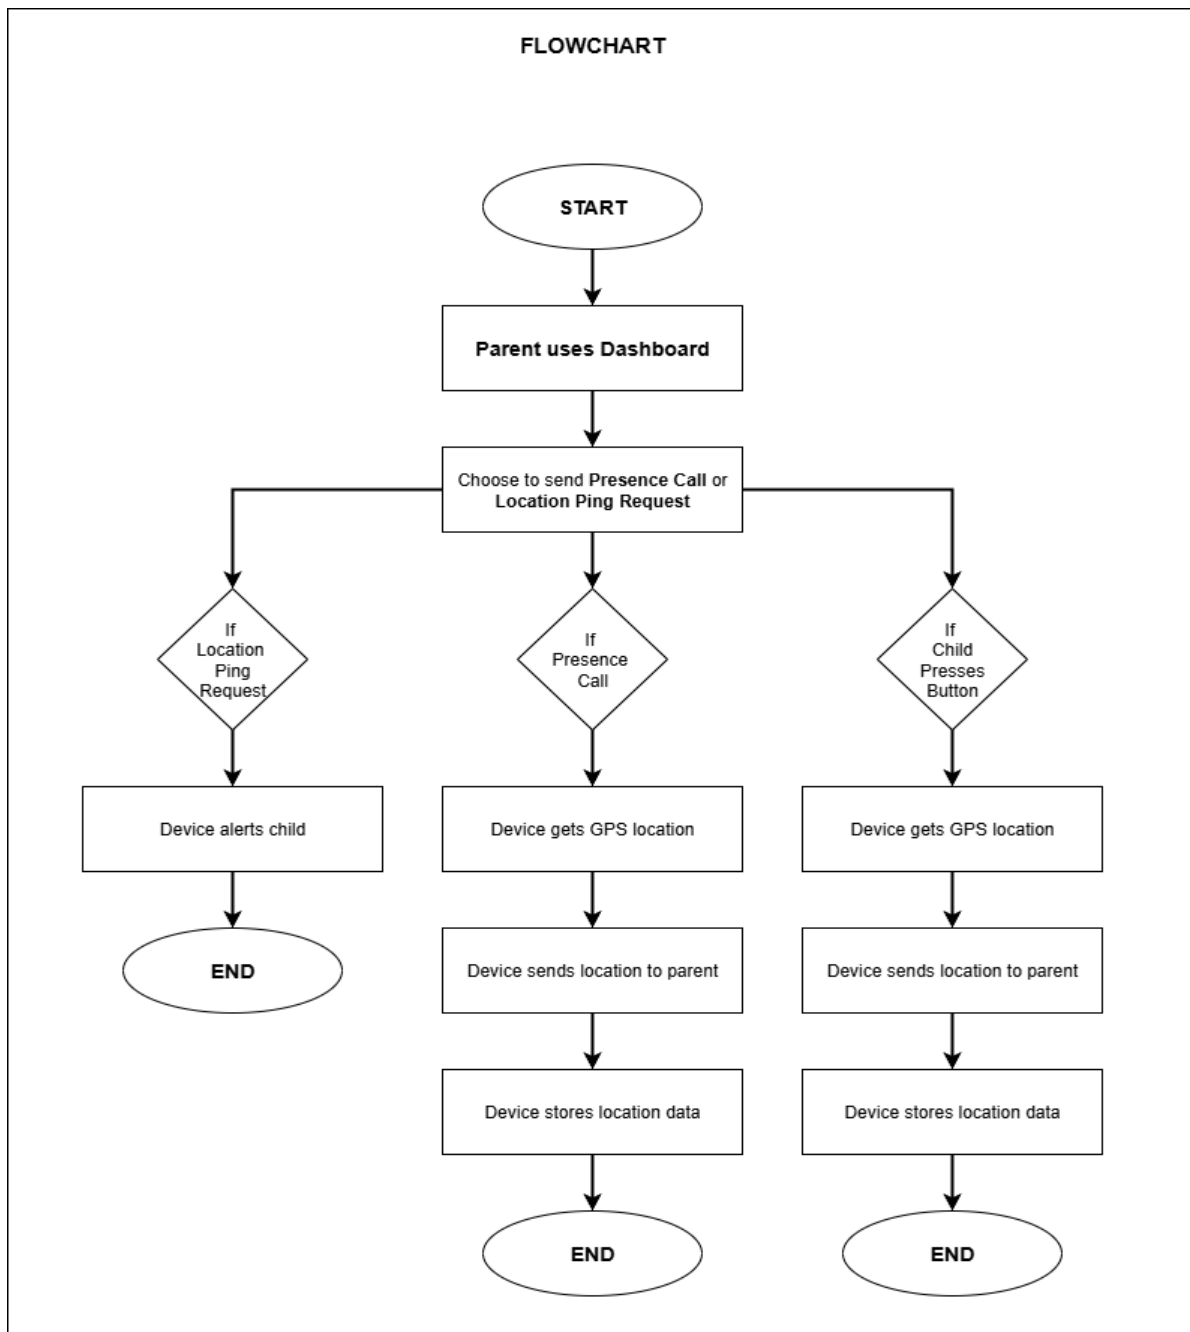 FLOWCHART
START
Parent uses Dashboard
Choose to send Presence Call or
Location Ping Request
If
Location
Ping
Request
If
Presence
Call
If
Child
Presses
Button
Device alerts child
Device gets GPS location
Device gets GPS location
END
Device sends location to parent
Device sends location to parent
Device stores location data
Device stores location data
END
END